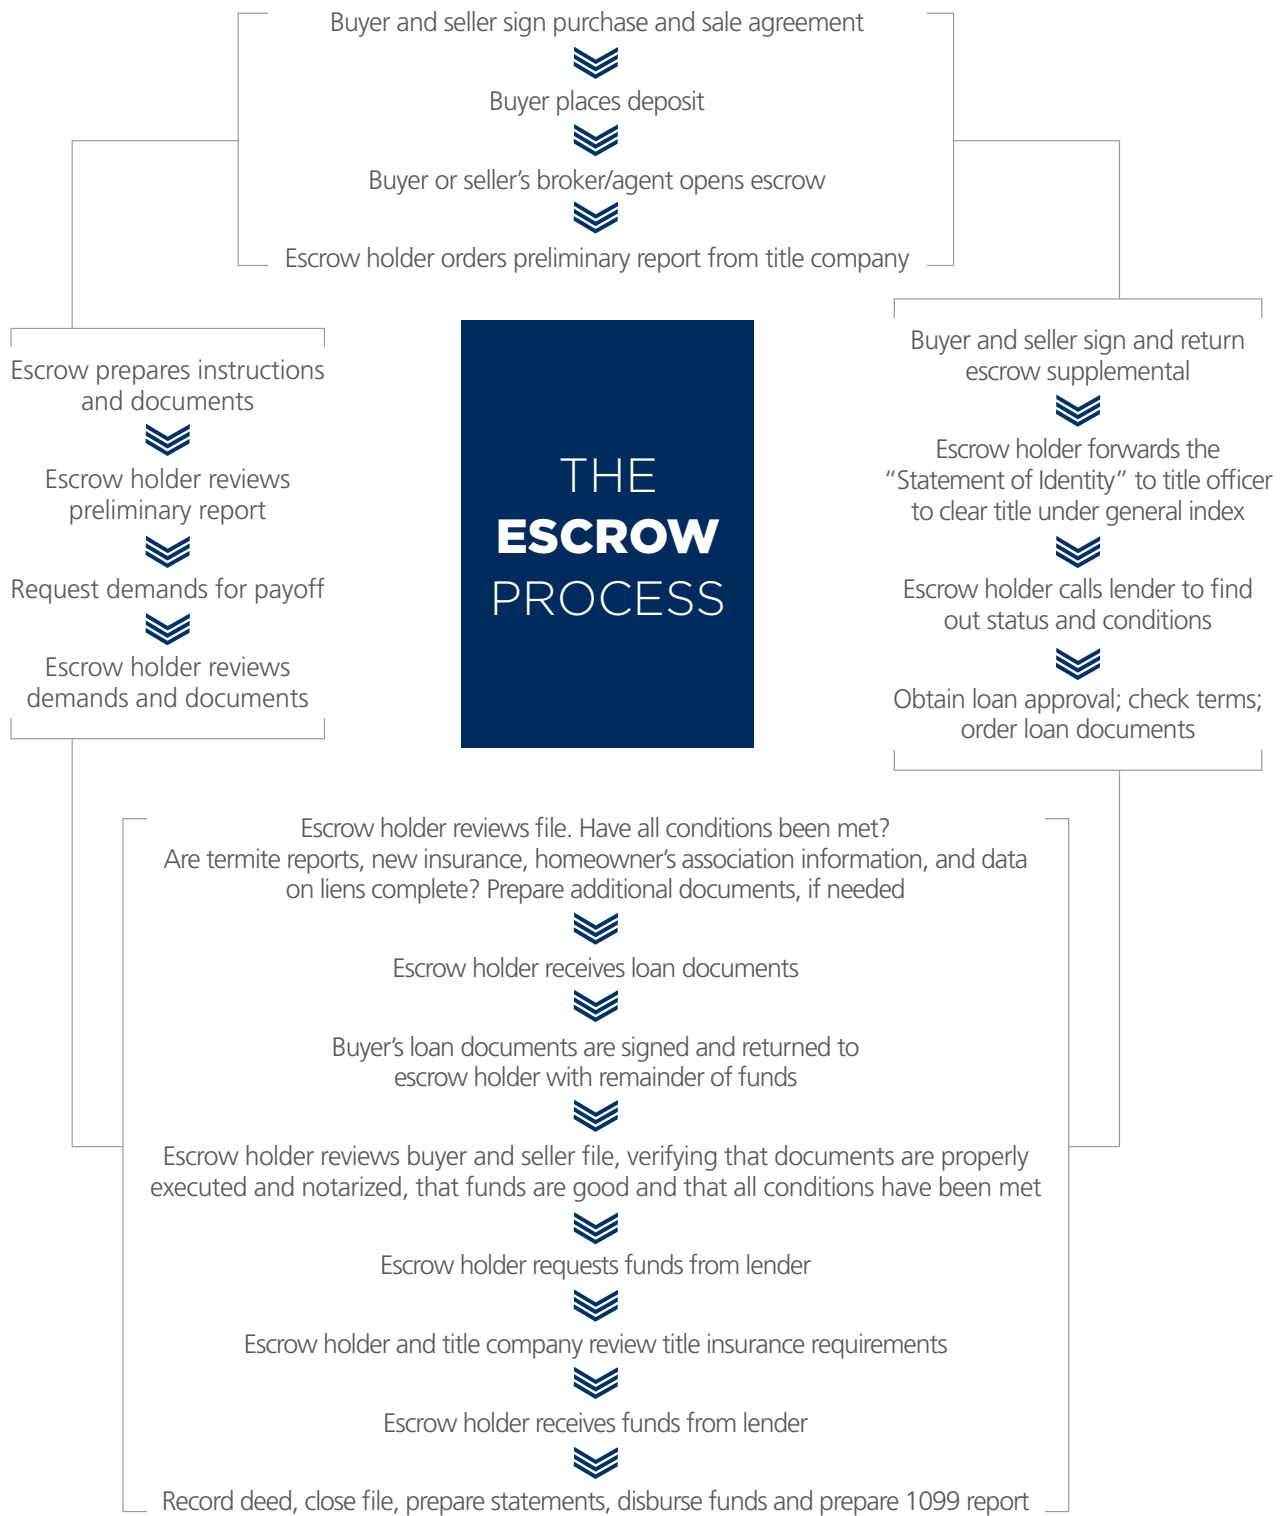 Buyer and seller sign purchase and sale agreement
Buyer places deposit
Buyer or seller’s broker/agent opens escrow
Escrow holder orders preliminary report from title company
Escrow prepares instructions
and documents
Escrow holder reviews
preliminary report
Request demands for payoff
Escrow holder reviews
demands and documents
THE
ESCROW
PROCESS
Buyer and seller sign and return
escrow supplemental
Escrow holder forwards the
“Statement of Identity” to title officer
to clear title under general index
Escrow holder calls lender to find
out status and conditions
Obtain loan approval; check terms;
order loan documents
Escrow holder reviews file. Have all conditions been met?
Are termite reports, new insurance, homeowner’s association information, and data
on liens complete? Prepare additional documents, if needed
Escrow holder receives loan documents
Buyer’s loan documents are signed and returned to
escrow holder with remainder of funds
Escrow holder reviews buyer and seller file, verifying that documents are properly
executed and notarized, that funds are good and that all conditions have been met
Escrow holder requests funds from lender
Escrow holder and title company review title insurance requirements
Escrow holder receives funds from lender
Record deed, close file, prepare statements, disburse funds and prepare 1099 report